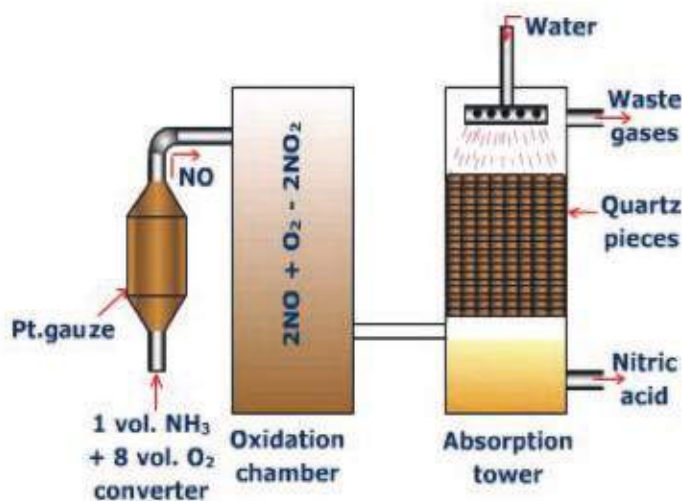 Water
Waste
gases
NO
2NO + O₂ - 2NO₂
Quartz
pieces
Pt.gauze
Nitric
acid
1 vol. NH₃
+ 8 vol. O₂
converter
Oxidation
chamber
Absorption
tower